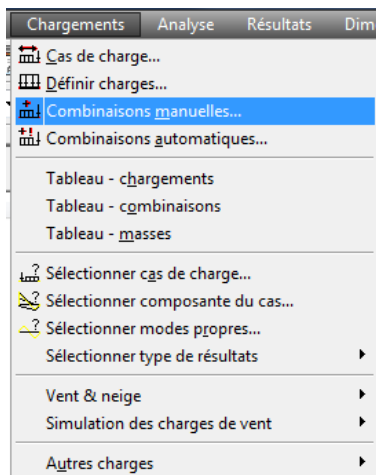 Chargements Analyse Résultats Dim
Cas de charge...
Définir charges...
Combinaisons manuelles...
Combinaisons automatiques...
Tableau - chargements
Tableau - combinaisons
Tableau - masses
Sélectionner cas de charge...
Sélectionner composante du cas...
Sélectionner modes propres...
Sélectionner type de résultats
Vent & neige
Simulation des charges de vent
Autres charges